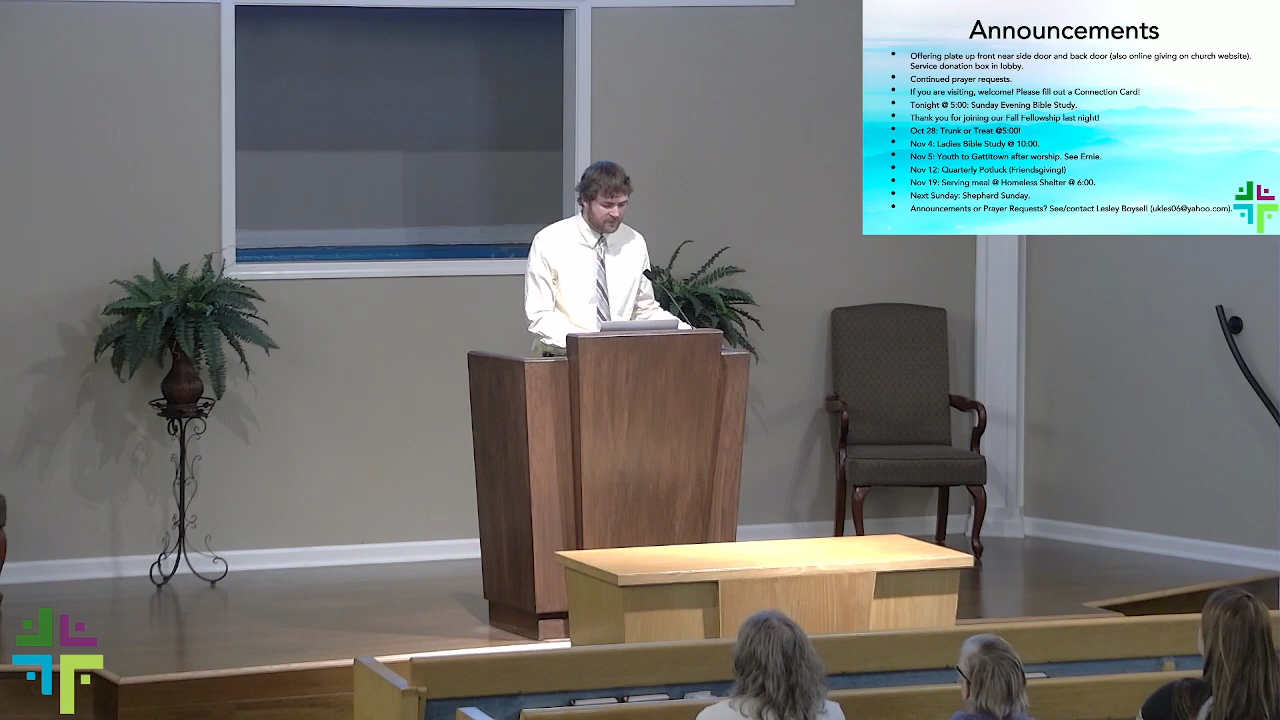 Announcements
• Offering plate up front near side door and back door (also online giving on church website).
Service donation box in lobby.
• Continued prayer requests.
• If you are visiting, welcome! Please fill out a Connection Card!
• Tonight @ 5:00: Sunday Evening Bible Study.
• Thank you for joining our Fall Fellowship last night!
• Oct 28: Trunk or Treat @5:00!
• Nov 4: Ladies Bible Study @ 10:00.
• Nov 5: Youth to Gattitown after worship. See Ernie.
• Nov 12: Quarterly Potluck (Friendsgiving!)
• Nov 19: Serving meal @ Homeless Shelter @ 6:00.
• Next Sunday: Shepherd Sunday.
• Announcements or Prayer Requests? See/contact Lesley Boysell (ukles06@yahoo.com).